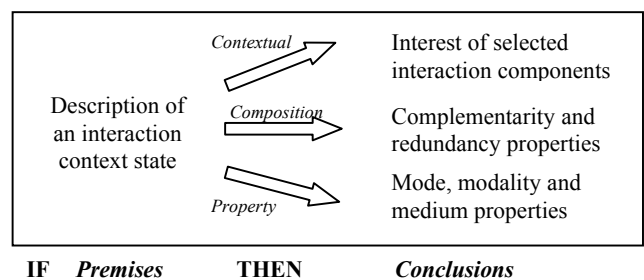 Contextual
Interest of selected
interaction components
Description of
an interaction
context state
Composition
Complementarity and
redundancy properties
Property
Mode, modality and
medium properties
IF Premises THEN Conclusions